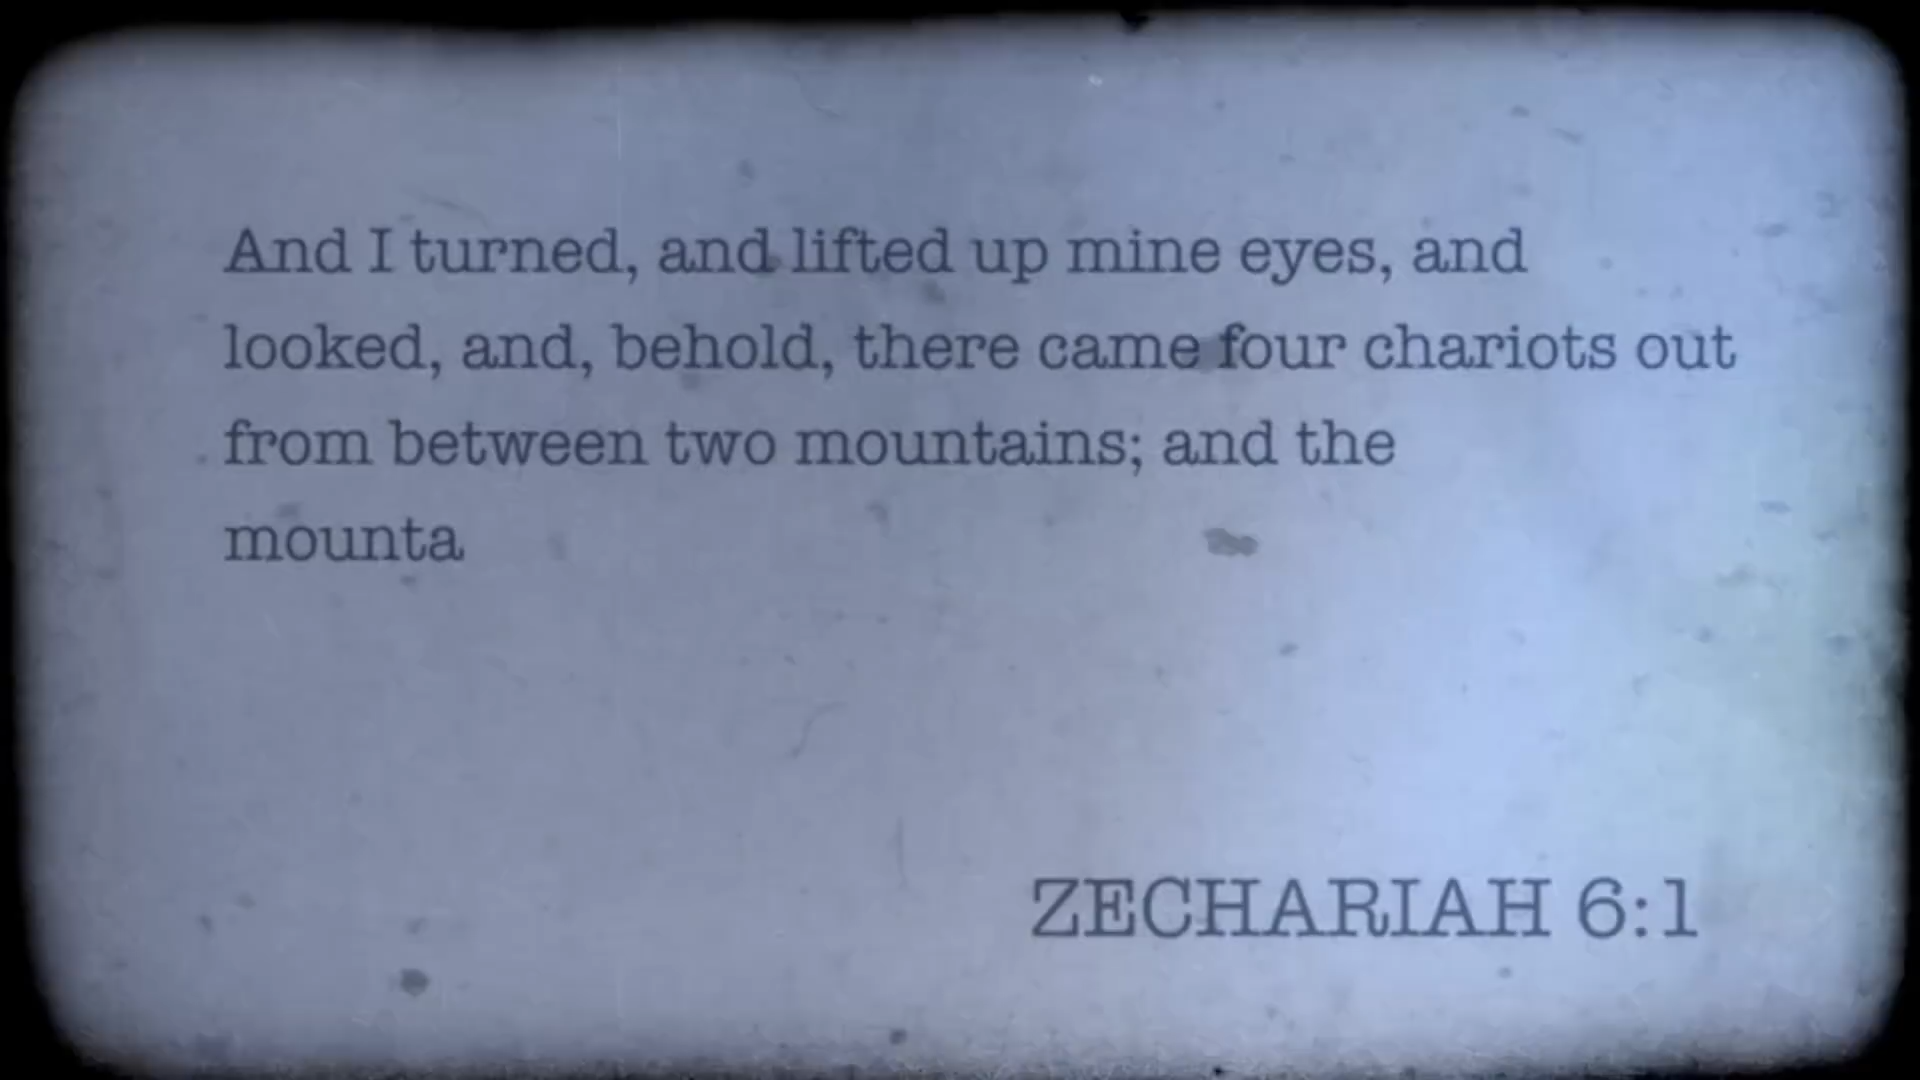 And I turned, and lifted up mine eyes, and
looked, and, behold, there came four chariots out
from between two mountains; and the
mounta
ZECHARIAH 6:1